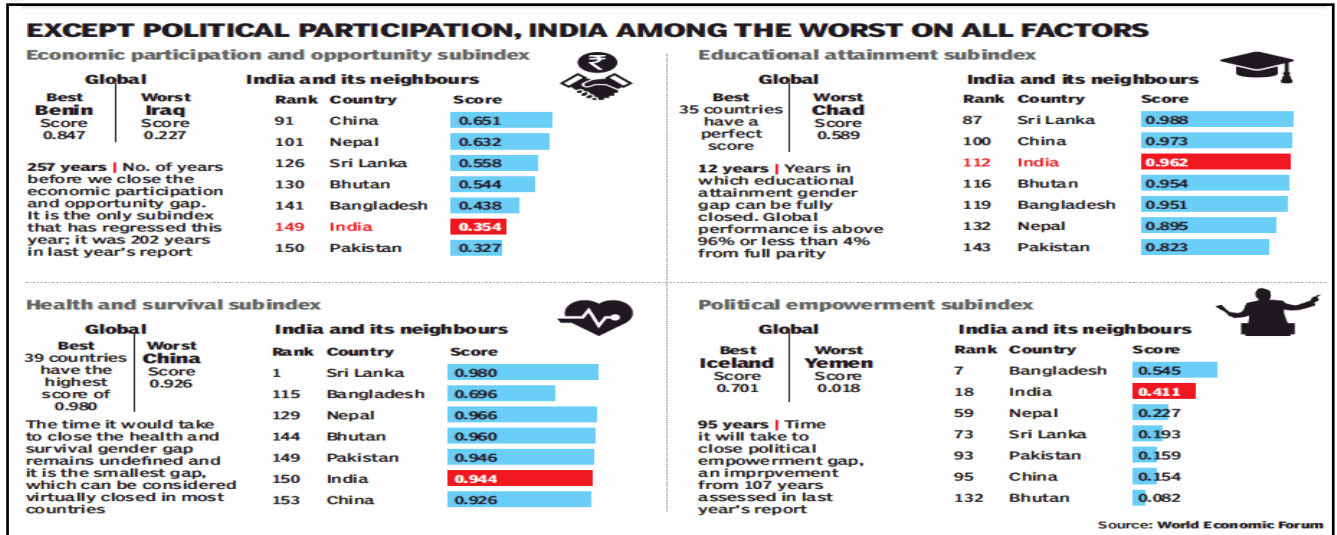 EXCEPT POLITICAL PARTICIPATION, INDIA AMONG THE WORST ON ALL FACTORS
Economic participation and opportunity subindex
₹
Global
Best
Benin
Score
0.847
Worst
Iraq
Score
0.227
257 years | No. of years
before we close the
economic participation
and opportunity gap.
It is the only subindex
that has regressed this
year; it was 202 years
in last year's report
India and its neighbours
Rank Country Score
91 China 0.651
101 Nepal 0.632
126 Sri Lanka 0.558
130 Bhutan 0.544
141 Bangladesh 0.438
149 India 0.354
150 Pakistan 0.327
Educational attainment subindex
Global
Best
35 countries
have a
perfect
score
Worst
Chad
Score
0.589
12 years | Years in
which educational
attainment gender
gap can be fully
closed. Global
performance is above
96% or less than 4%
from full parity
India and its neighbours
Rank Country Score
87 Sri Lanka 0.988
100 China 0.973
112 India 0.962
116 Bhutan 0.954
119 Bangladesh 0.951
132 Nepal 0.895
143 Pakistan 0.823
Health and survival subindex
Global
Best
39 countries
have the
highest
score of
0.980
Worst
China
Score
0.926
The time it would take
to close the health and
survival gender gap
remains undefined and
it is the smallest gap,
which can be considered
virtually closed in most
countries
India and its neighbours
Rank Country Score
1 Sri Lanka 0.980
115 Bangladesh 0.696
129 Nepal 0.966
144 Bhutan 0.960
149 Pakistan 0.946
150 India 0.944
153 China 0.926
Political empowerment subindex
Global
Best
Iceland
Score
0.701
Worst
Yemen
Score
0.018
95 years | Time
it will take to
close political
empowerment gap,
an imprpvement
from 107 years
assessed in last
year's report
India and its neighbours
Rank Country Score
7 Bangladesh 0.545
18 India 0.411
59 Nepal 0.227
73 Sri Lanka 0.193
93 Pakistan 0.159
95 China 0.154
132 Bhutan 0.082
Source: World Economic Forum